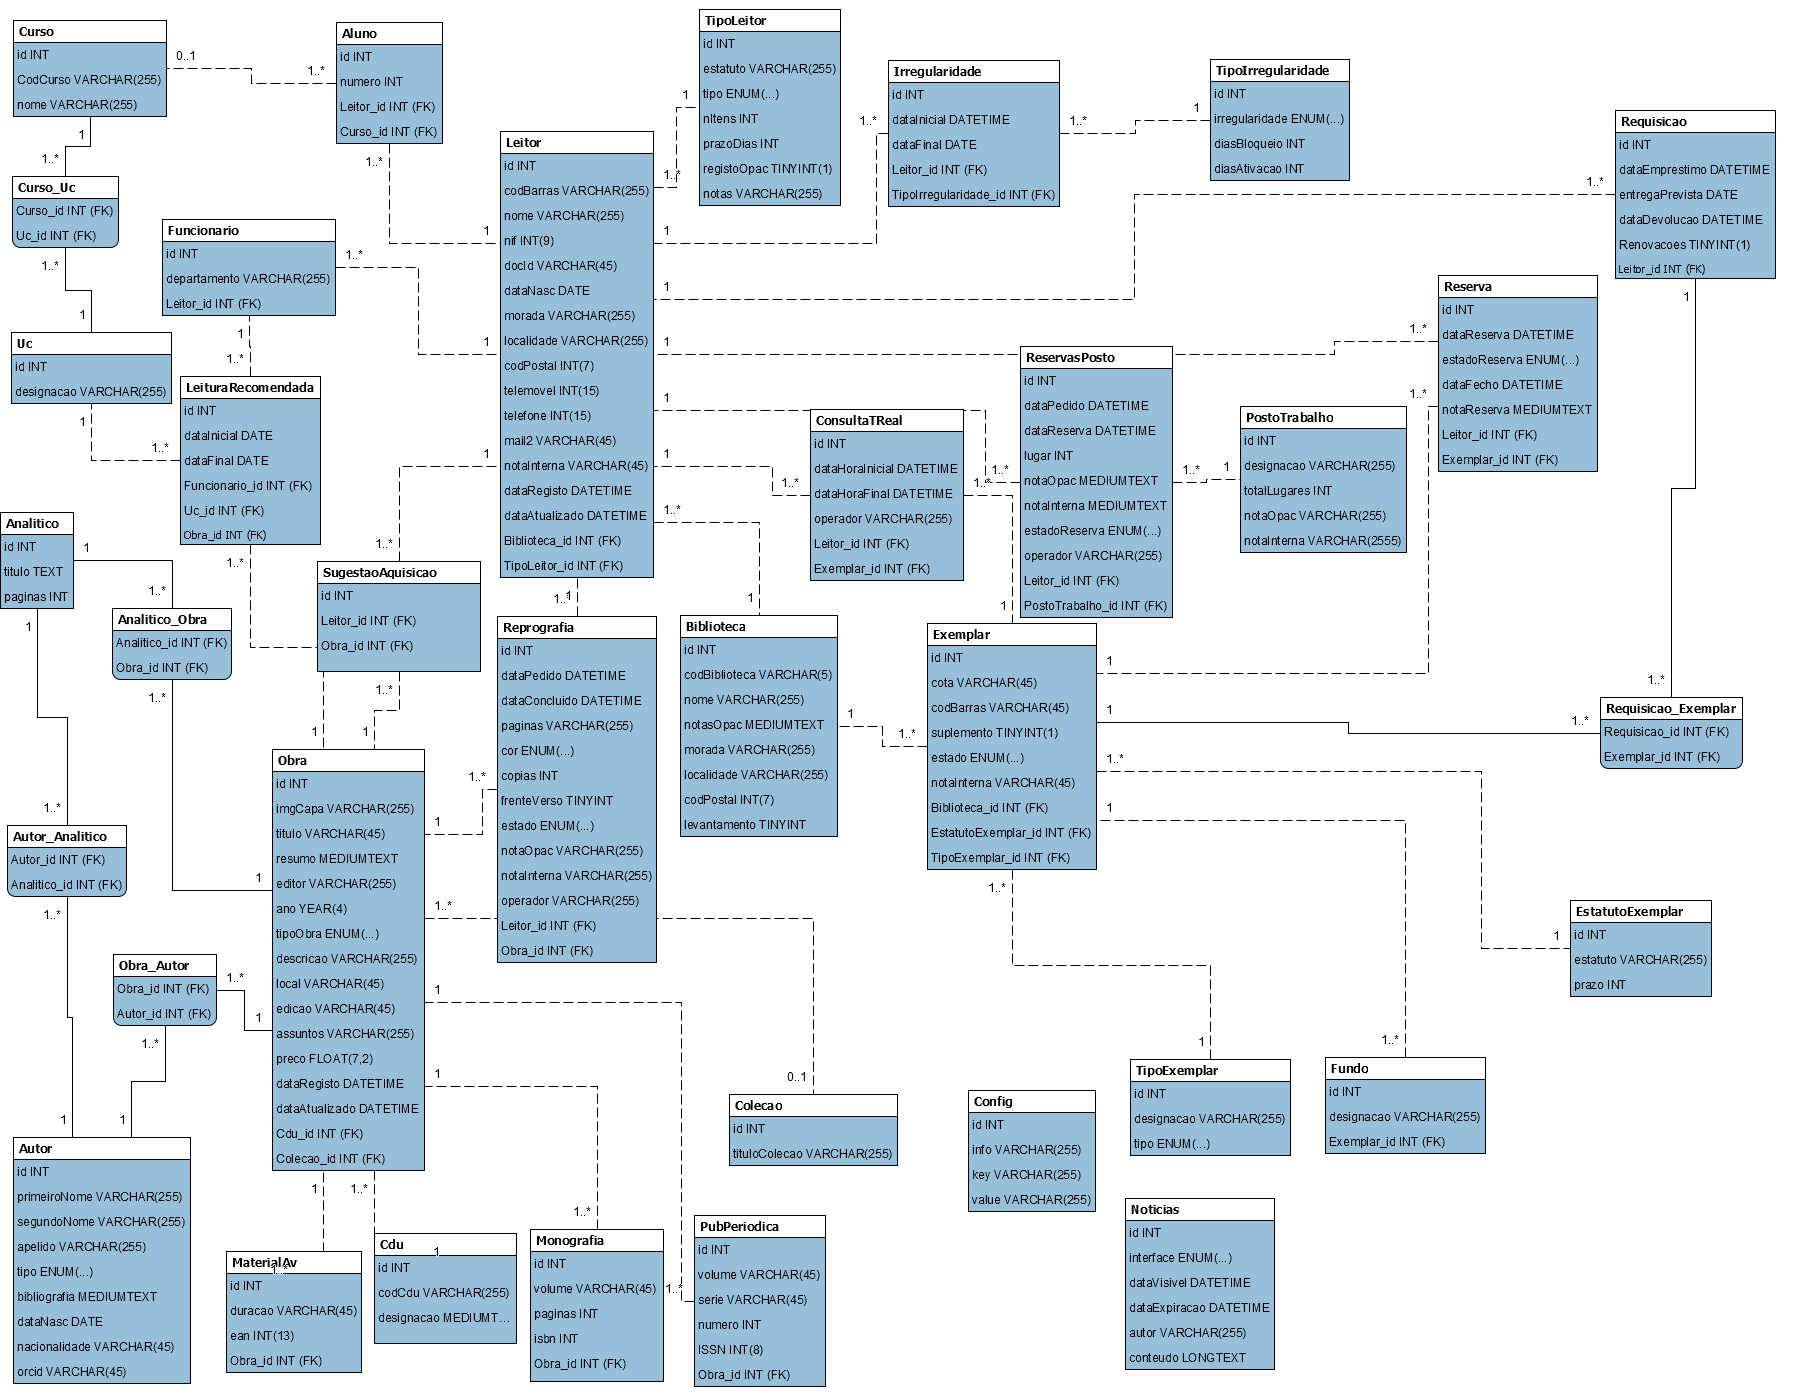 Curso
id INT
CodCurso VARCHAR(255)
nome VARCHAR(255)
0..1
1..*
1
1..*
Aluno
id INT
numero INT
Leitor_id INT (FK)
Curso_id INT (FK)
1..*
1
TipoLeitor
id INT
estatuto VARCHAR(255)
tipo ENUM(...)
nItens INT
prazoDias INT
registoOpac TINYINT(1)
notas VARCHAR(255)
1
1..*
Irregularidade
id INT
dataInicial DATETIME
dataFinal DATE
Leitor_id INT (FK)
TipoIrregularidade_id INT (FK)
1..*
1
1..*
1
TipoIrregularidade
id INT
irregularidade ENUM(...)
diasBloqueio INT
diasAtivacao INT
Requisicao
id INT
dataEmprestimo DATETIME
entregaPrevista DATE
dataDevolucao DATETIME
Renovacoes TINYINT(1)
Leitor_id INT (FK)
1..*
1
1
1..*
Leitor
id INT
codBarras VARCHAR(255)
nome VARCHAR(255)
nif INT(9)
docId VARCHAR(45)
dataNasc DATE
morada VARCHAR(255)
localidade VARCHAR(255)
codPostal INT(7)
telemovel INT(15)
telefone INT(15)
mail2 VARCHAR(45)
notaInterna VARCHAR(45)
dataRegisto DATETIME
dataAtualizado DATETIME
Biblioteca_id INT (FK)
TipoLeitor_id INT (FK)
Curso_Uc
Curso_id INT (FK)
Uc_id INT (FK)
1..*
1
Funcionario
id INT
departamento VARCHAR(255)
Leitor_id INT (FK)
1..*
1
1
1..*
Uc
id INT
designacao VARCHAR(255)
1
1..*
LeituraRecomendada
id INT
dataInicial DATE
dataFinal DATE
Funcionario_id INT (FK)
Uc_id INT (FK)
Obra_id INT (FK)
1..*
1
Reserva
id INT
dataReserva DATETIME
estadoReserva ENUM(...)
dataFecho DATETIME
notaReserva MEDIUMTEXT
Leitor_id INT (FK)
Exemplar_id INT (FK)
1
1..*
1..*
1
ReservasPosto
id INT
dataPedido DATETIME
dataReserva DATETIME
lugar INT
notaOpac MEDIUMTEXT
notaInterna MEDIUMTEXT
estadoReserva ENUM(...)
operador VARCHAR(255)
Leitor_id INT (FK)
PostoTrabalho_id INT (FK)
1
1..*
1..*
1
PostoTrabalho
id INT
designacao VARCHAR(255)
totalLugares INT
notaOpac VARCHAR(255)
notaInterna VARCHAR(2555)
ConsultaTReal
id INT
dataHoraInicial DATETIME
dataHoraFinal DATETIME
operador VARCHAR(255)
Leitor_id INT (FK)
Exemplar_id INT (FK)
1
1..*
1..*
1
Analitico
id INT
titulo TEXT
paginas INT
1
1..*
1
1..*
Analitico_Obra
Analitico_id INT (FK)
Obra_id INT (FK)
1..*
1
SugestaoAquisicao
id INT
Leitor_id INT (FK)
Obra_id INT (FK)
1
1..*
1..*
1
Reprografia
id INT
dataPedido DATETIME
dataConcluido DATETIME
paginas VARCHAR(255)
cor ENUM(...)
copias INT
frenteVerso TINYINT
estado ENUM(...)
notaOpac VARCHAR(255)
notaInterna VARCHAR(255)
operador VARCHAR(255)
Leitor_id INT (FK)
Obra_id INT (FK)
1
1..*
1..*
1
Biblioteca
id INT
codBiblioteca VARCHAR(5)
nome VARCHAR(255)
notasOpac MEDIUMTEXT
morada VARCHAR(255)
localidade VARCHAR(255)
codPostal INT(7)
levantamento TINYINT
1..*
1
1
1..*
Exemplar
id INT
cota VARCHAR(45)
codBarras VARCHAR(45)
suplemento TINYINT(1)
estado ENUM(...)
notaInterna VARCHAR(45)
Biblioteca_id INT (FK)
EstatutoExemplar_id INT (FK)
TipoExemplar_id INT (FK)
Requisicao_Exemplar
Requisicao_id INT (FK)
Exemplar_id INT (FK)
1
1..*
Obra
id INT
imgCapa VARCHAR(255)
titulo VARCHAR(45)
resumo MEDIUMTEXT
editor VARCHAR(255)
ano YEAR(4)
tipoObra ENUM(...)
descricao VARCHAR(255)
local VARCHAR(45)
edicao VARCHAR(45)
assuntos VARCHAR(255)
preco FLOAT(7,2)
dataRegisto DATETIME
dataAtualizado DATETIME
Cdu_id INT (FK)
Colecao_id INT (FK)
Autor_Analitico
Autor_id INT (FK)
Analitico_id INT (FK)
1..*
1
Obra_Autor
Obra_id INT (FK)
Autor_id INT (FK)
1..*
1
1..*
1
EstatutoExemplar
id INT
estatuto VARCHAR(255)
prazo INT
1..*
1
Autor
id INT
primeiroNome VARCHAR(255)
segundoNome VARCHAR(255)
apelido VARCHAR(255)
tipo ENUM(...)
bibliografia MEDIUMTEXT
dataNasc DATE
nacionalidade VARCHAR(45)
orcid VARCHAR(45)
MaterialAv
id INT
duracao VARCHAR(45)
ean INT(13)
Obra_id INT (FK)
1
1..*
Cdu
id INT
codCdu VARCHAR(255)
designacao MEDIUMT...
1..*
1
Monografia
id INT
volume VARCHAR(45)
paginas INT
isbn INT
Obra_id INT (FK)
1
1..*
PubPeriodica
id INT
volume VARCHAR(45)
serie VARCHAR(45)
numero INT
ISSN INT(8)
Obra_id INT (FK)
1
1..*
Colecao
id INT
tituloColecao VARCHAR(255)
1..*
0..1
Config
id INT
info VARCHAR(255)
key VARCHAR(255)
value VARCHAR(255)
TipoExemplar
id INT
designacao VARCHAR(255)
tipo ENUM(...)
1..*
1
Fundo
id INT
designacao VARCHAR(255)
Exemplar_id INT (FK)
1
1..*
Noticias
id INT
interface ENUM(...)
dataVisivel DATETIME
dataExpiracao DATETIME
autor VARCHAR(255)
conteudo LONGTEXT